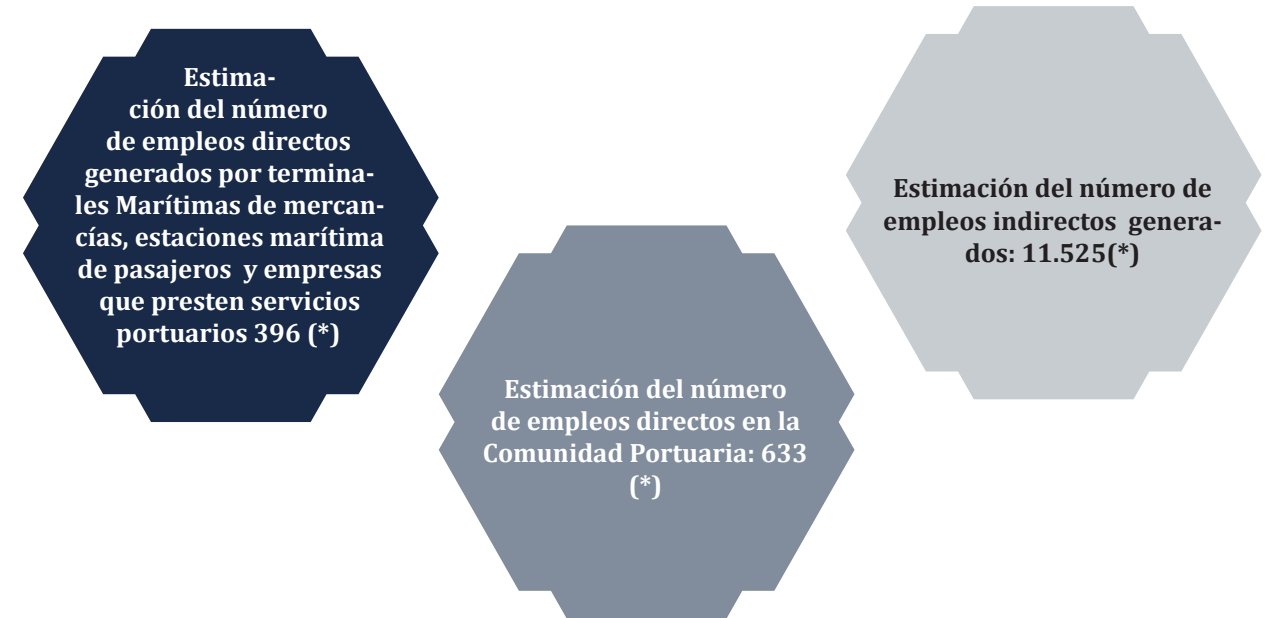 Estima-
ción del número
de empleos directos
generados por termina-
les Marítimas de mercan-
cías, estaciones marítima
de pasajeros  y empresas
que presten servicios
portuarios 396 (*)
Estimación del número
de empleos directos en la
Comunidad Portuaria: 633
(*)
Estimación del número de
empleos indirectos  genera-
dos: 11.525(*)